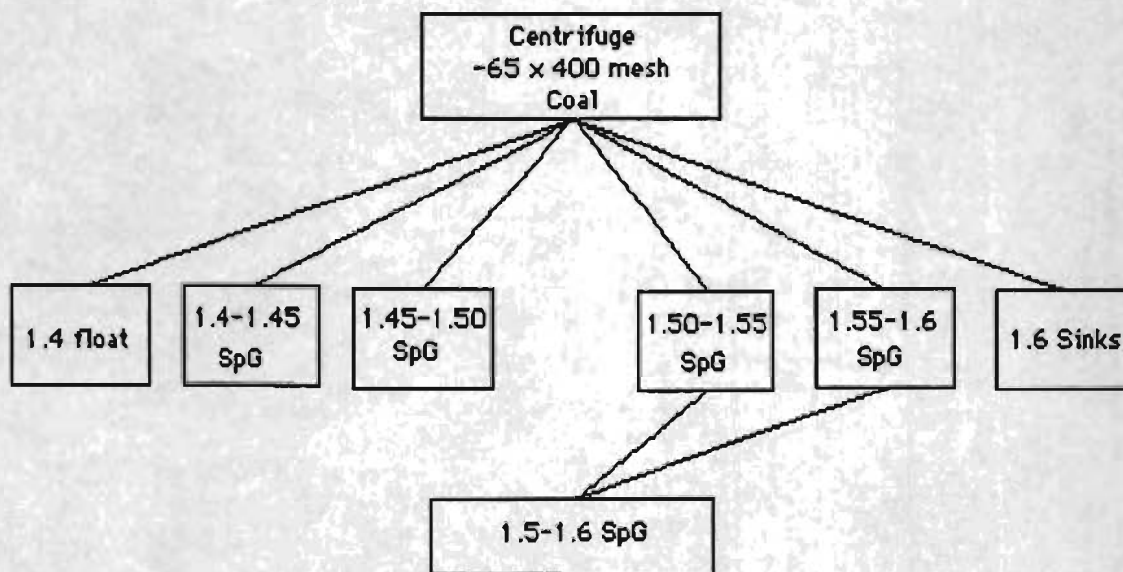 Centrifuge
-65 x 400 mesh
Coal
1.4 float
1.4-1.45
SpG
1.45-1.50
SpG
1.50-1.55
SpG
1.55-1.6
SpG
1.6 Sinks
1.5-1.6 SpG